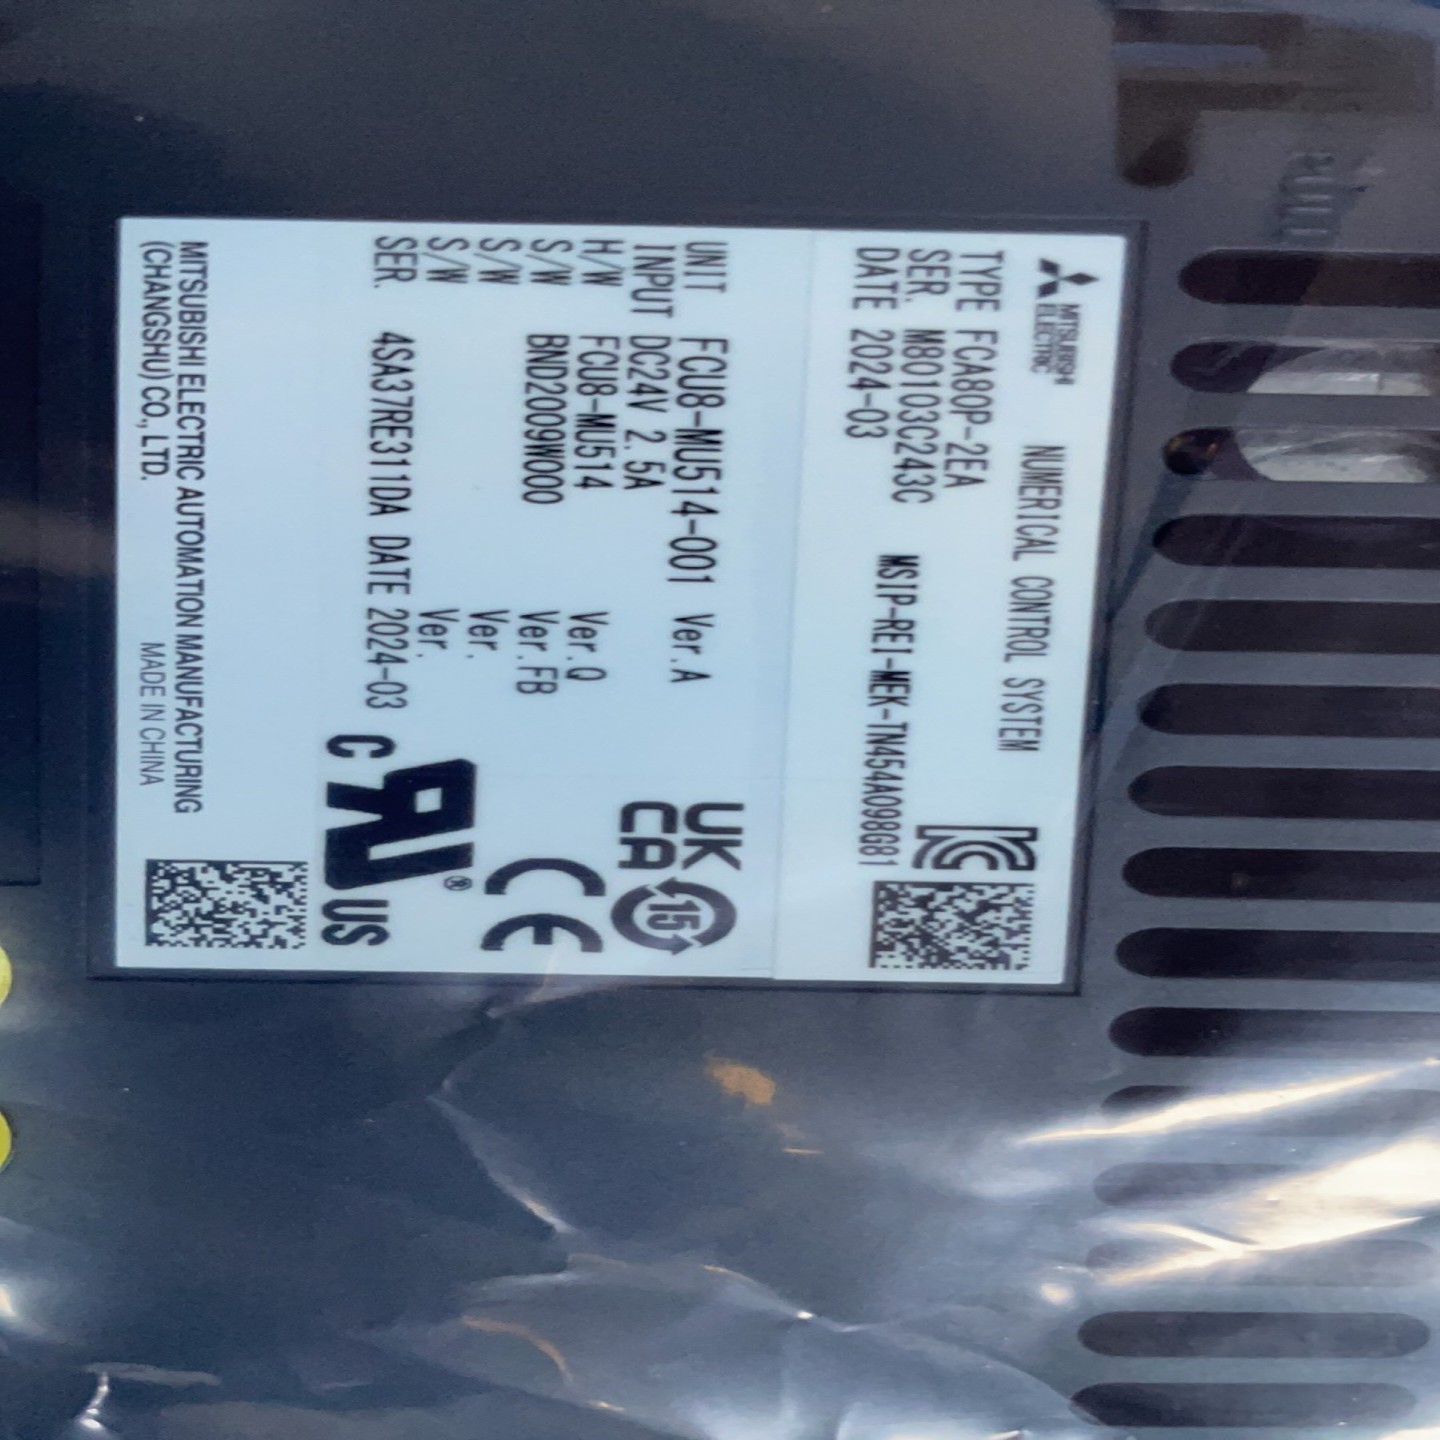 MITSUBISHI
ELECTRIC
NUMERICAL CONTROL SYSTEM
TYPE FCA80P-2EA
SER. M80103C243C
DATE 2024-03
MSIP-REI-MEK-TN454A098G81
UNIT FCU8-MU514-001 Ver.A
INPUT DC24V 2.5A
H/W FCU8-MU514 Ver.Q
S/W BND2009W000 Ver.FB
S/W Ver.
S/W Ver.
SER. 4SA37RE311DA DATE 2024-03
UK
CA
15
CE
C UR ® US
MITSUBISHI ELECTRIC AUTOMATION MANUFACTURING
(CHANGSHU) CO., LTD. MADE IN CHINA